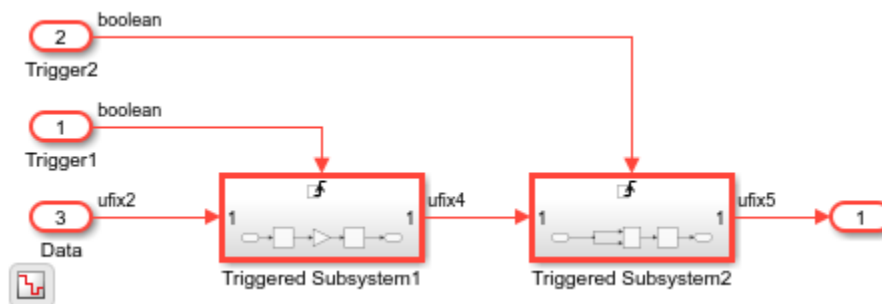 boolean
2
Trigger2
boolean
1
Trigger1
ufix2
3
Data
1
1
Triggered Subsystem1
ufix4
1
1
Triggered Subsystem2
ufix5
1